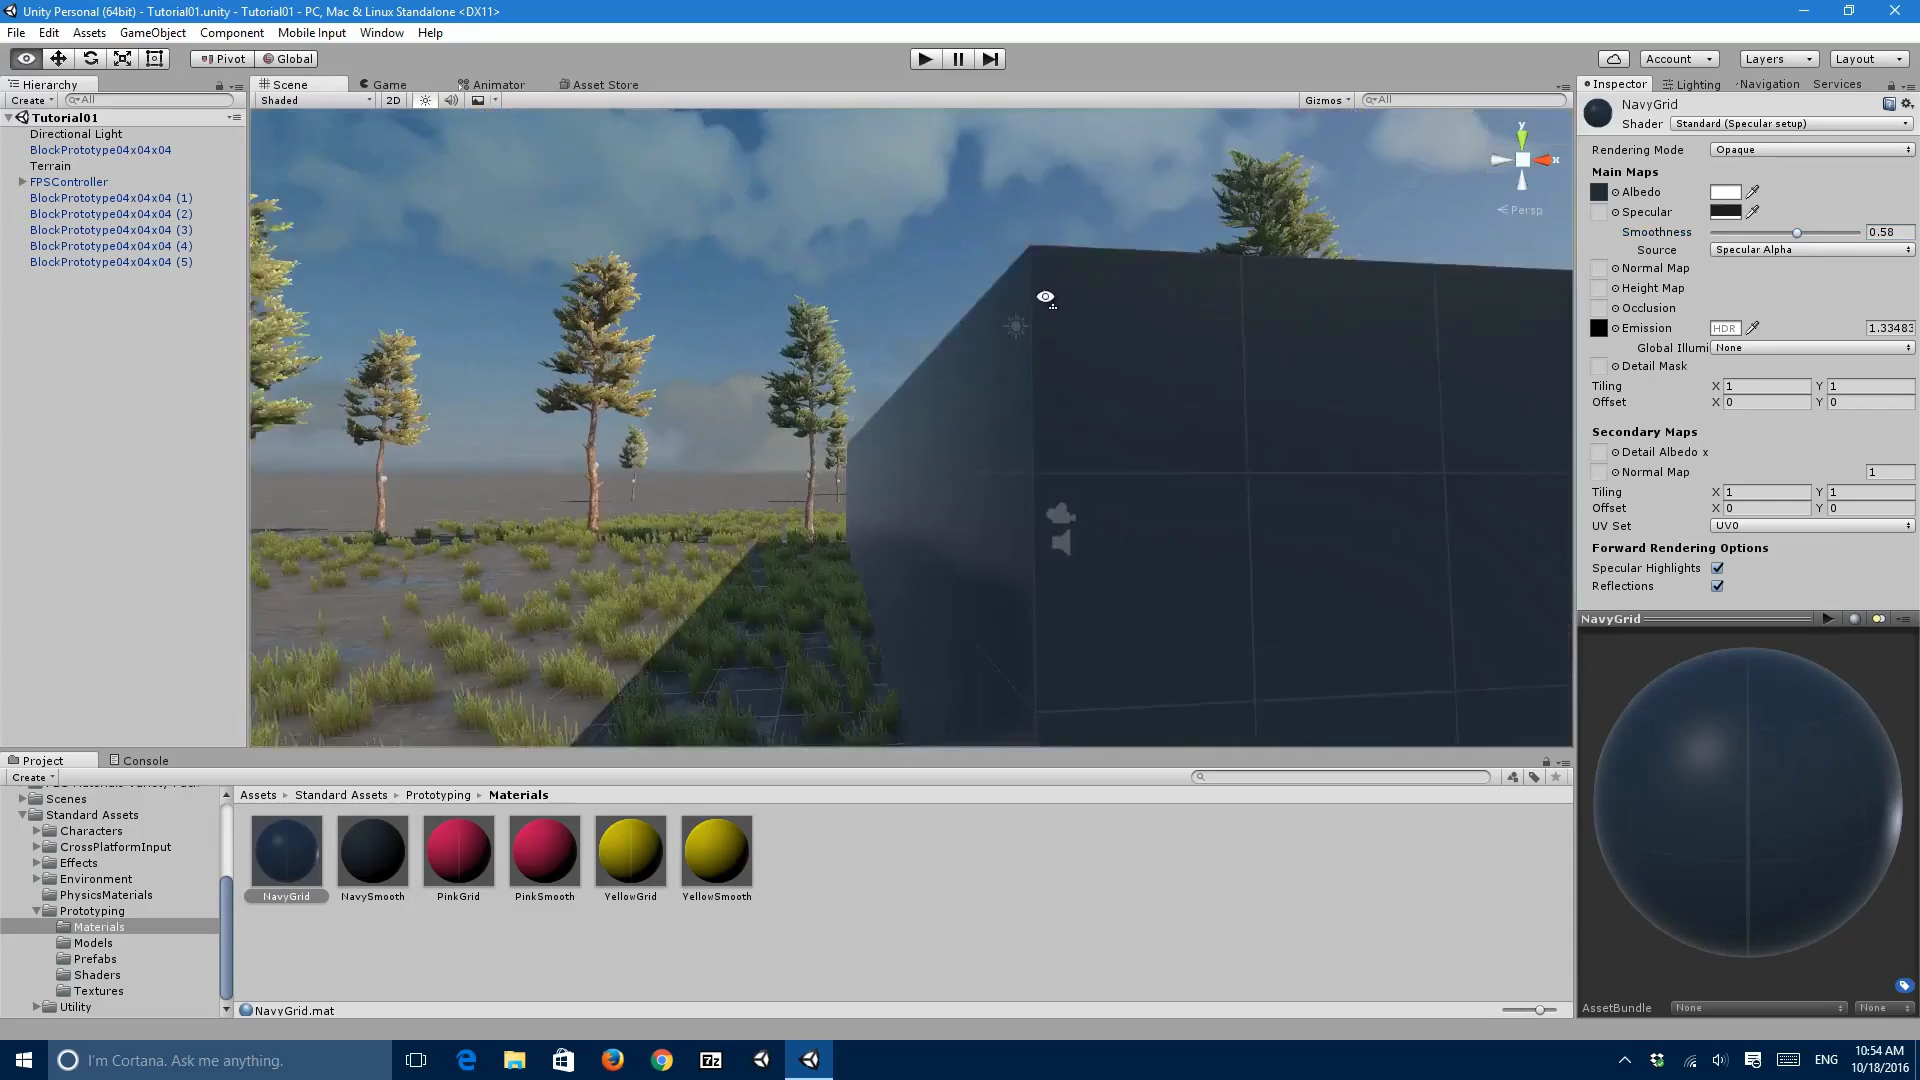 Unity Personal (64bit) - Tutorial01.unity - Tutorial01 - PC, Mac & Linux Standalone <DX11>
File Edit Assets GameObject Component Mobile Input Window Help
Pivot Global Account Layers Layout
Hierarchy
Create All
Tutorial01
Directional Light
BlockPrototype04x04x04
Terrain
FPSController
BlockPrototype04x04x04 (1)
BlockPrototype04x04x04 (2)
BlockPrototype04x04x04 (3)
BlockPrototype04x04x04 (4)
BlockPrototype04x04x04 (5)
Scene Game Animator Asset Store
Shaded 2D Gizmos All
y
x
Persp
Inspector Lighting Navigation Services
NavyGrid
Shader Standard (Specular setup)
Rendering Mode Opaque
Main Maps
Albedo
Specular
Smoothness 0.58
Source Specular Alpha
Normal Map
Height Map
Occlusion
Emission HDR 1.33483
Global Illumi None
Detail Mask
Tiling X 1 Y 1
Offset X 0 Y 0
Secondary Maps
Detail Albedo x
Normal Map 1
Tiling X 1 Y 1
Offset X 0 Y 0
UV Set UV0
Forward Rendering Options
Specular Highlights
Reflections
NavyGrid
AssetBundle None None
Project Console
Create
Scenes
Standard Assets
Characters
CrossPlatformInput
Effects
Environment
PhysicsMaterials
Prototyping
Materials
Models
Prefabs
Shaders
Textures
Utility
Assets Standard Assets Prototyping Materials
NavyGrid NavySmooth PinkGrid PinkSmooth YellowGrid YellowSmooth
NavyGrid.mat
I'm Cortana. Ask me anything.
7z
ENG
10:54 AM
10/18/2016